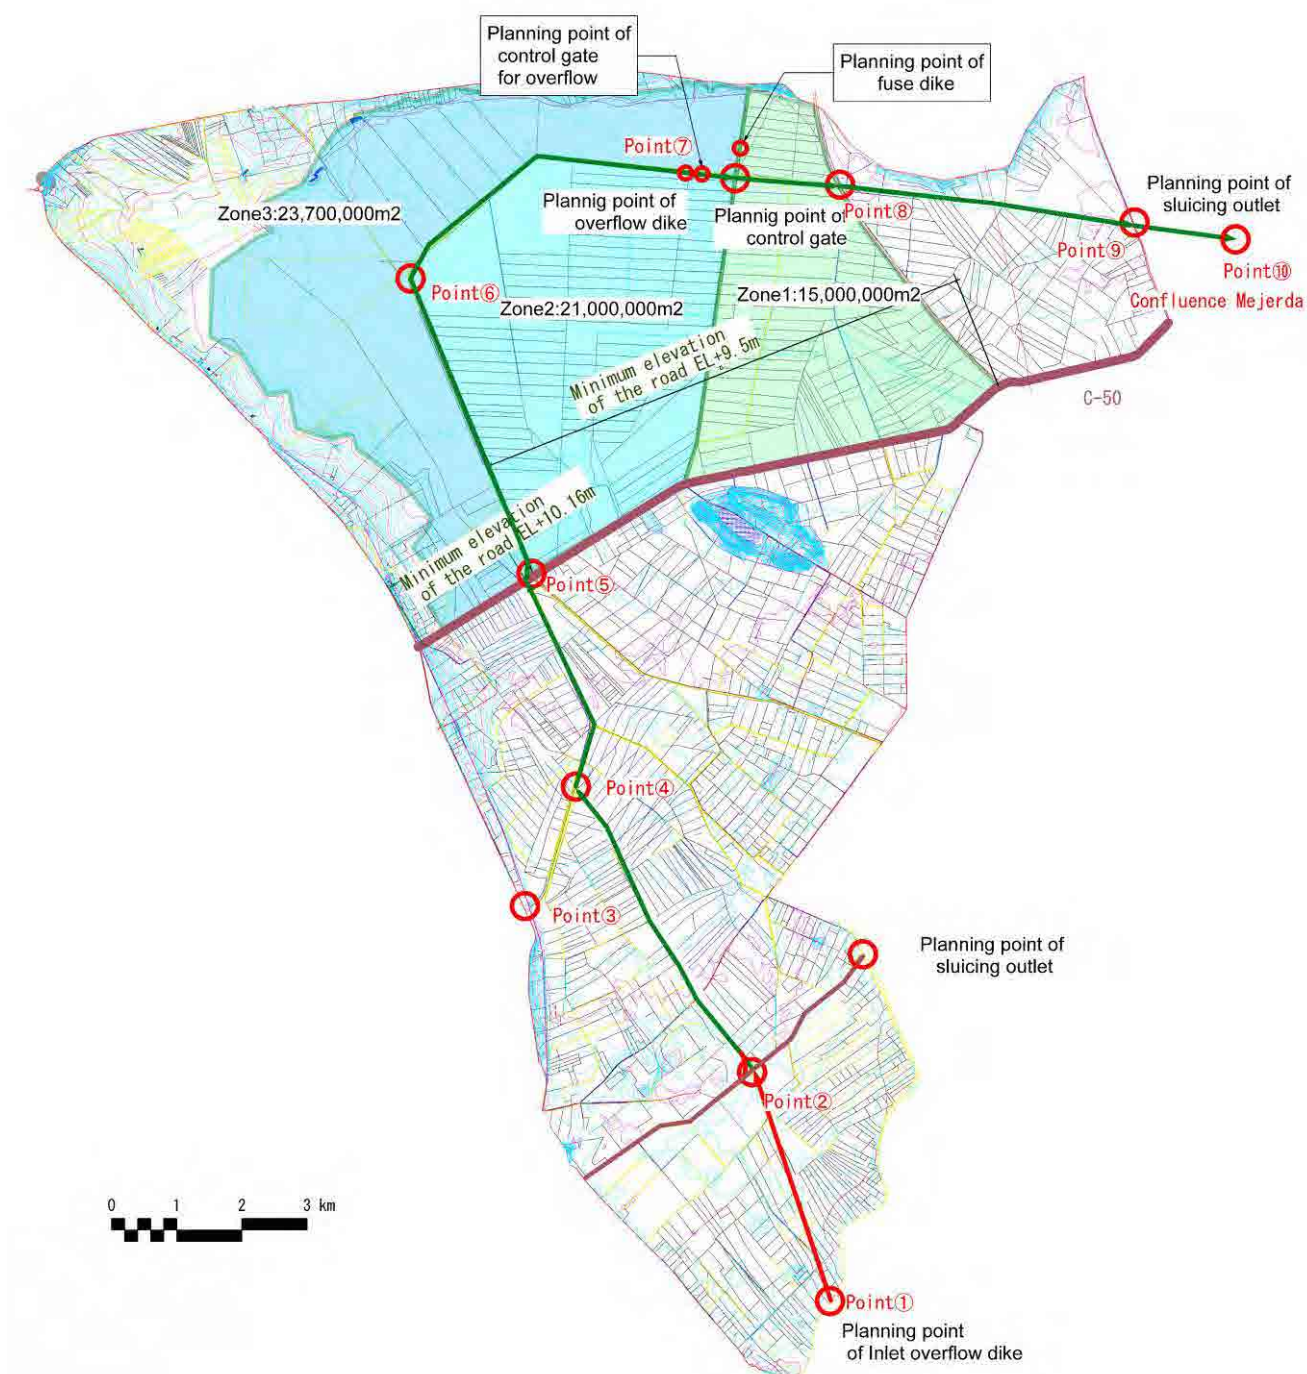 Planning point of
control gate
for overflow
Planning point of
fuse dike
Point⑦
Planning point of
sluicing outlet
Zone3:23,700,000m2
Plannig point of
overflow dike
Plannig point of
control gate
Point⑧
Point⑨
Point⑩
Confluence Mejerda
Point⑥
Zone2:21,000,000m2
Zone1:15,000,000m2
Minimum elevation
of the road EL+9.5m
C-50
Minimum elevation
of the road EL+10.16m
Point⑤
Point④
Point③
Planning point of
sluicing outlet
Point②
0 1 2 3 km
Point①
Planning point
of Inlet overflow dike